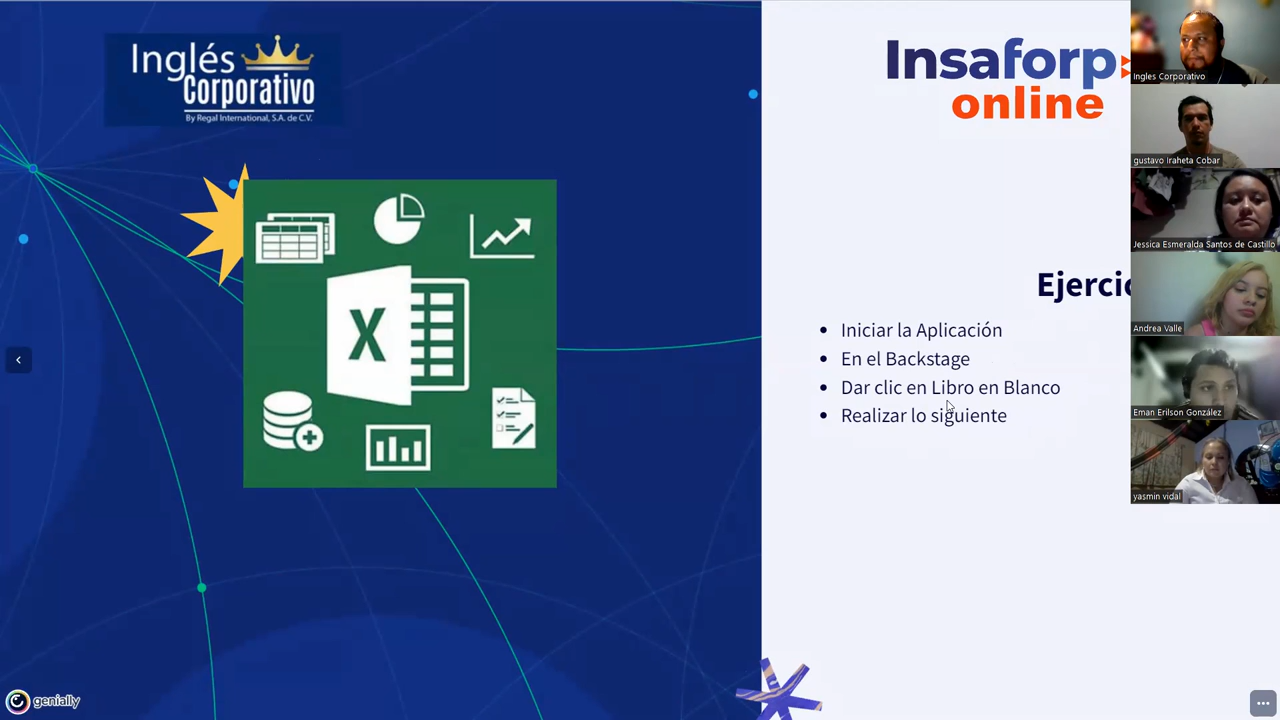 Inglés
Corporativo
By Regal International, S.A. de C.V.
Insaforp
online
X
Iniciar la Aplicación
En el Backstage
Dar clic en Libro en Blanco
Realizar lo siguiente
Ingles Corporativo
gustavo Iraheta Cobar
Jessica Esmeralda Santos de Castillo
Andrea Valle
Eman Erilson González
yasmin vidal
genially